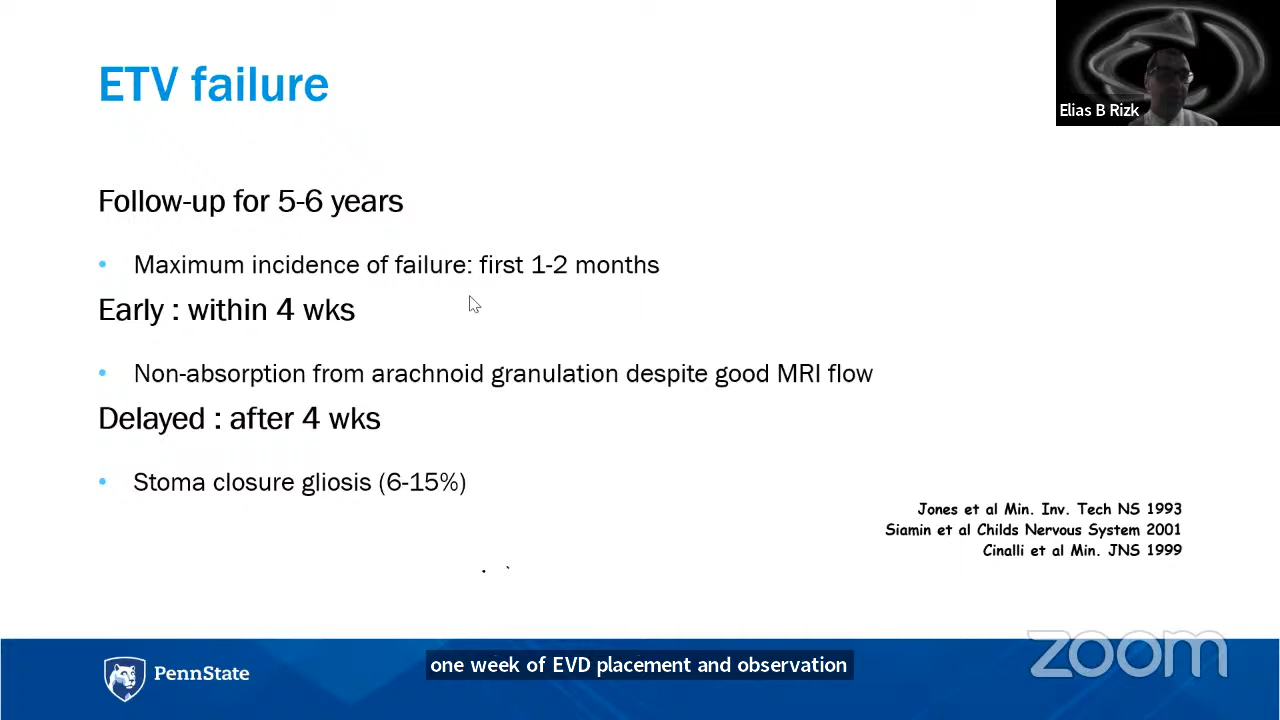 ETV failure
Elias B Rizk
Follow-up for 5-6 years
• Maximum incidence of failure: first 1-2 months
Early : within 4 wks
• Non-absorption from arachnoid granulation despite good MRI flow
Delayed : after 4 wks
• Stoma closure gliosis (6-15%)
Jones et al Min. Inv. Tech NS 1993
Siamin et al Childs Nervous System 2001
Cinalli et al Min. JNS 1999
PennState
one week of EVD placement and observation
zoom